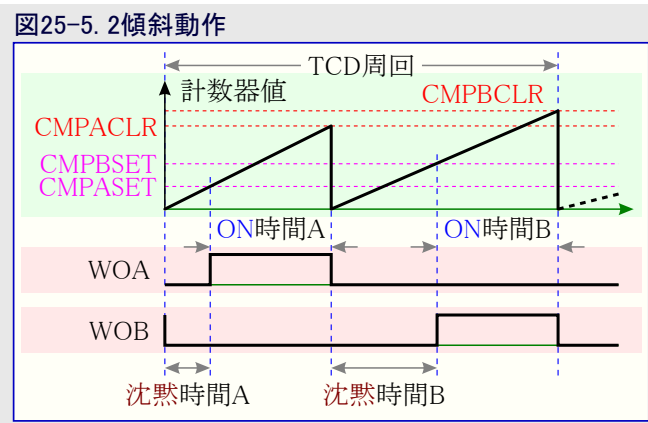 図25-5. 2傾斜動作
TCD周回
計数器値
CMPBCLR
CMPACLR
CMPBSET
CMPASET
ON時間A
ON時間B
WOA
WOB
沈黙時間A
沈黙時間B